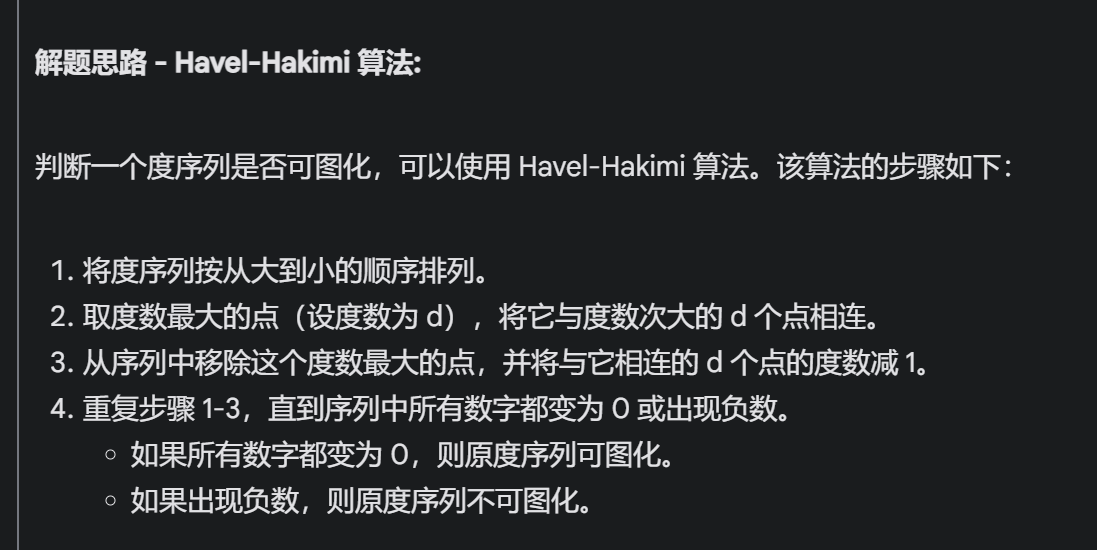 解题思路 - Havel-Hakimi 算法:
判断一个度序列是否可图化，可以使用 Havel-Hakimi 算法。该算法的步骤如下：
1. 将度序列按从大到小的顺序排列。
2. 取度数最大的点（设度数为 d），将它与度数次大的 d 个点相连。
3. 从序列中移除这个度数最大的点，并将与它相连的 d 个点的度数减 1。
4. 重复步骤 1-3，直到序列中所有数字都变为 0 或出现负数。
○ 如果所有数字都变为 0，则原度序列可图化。
○ 如果出现负数，则原度序列不可图化。